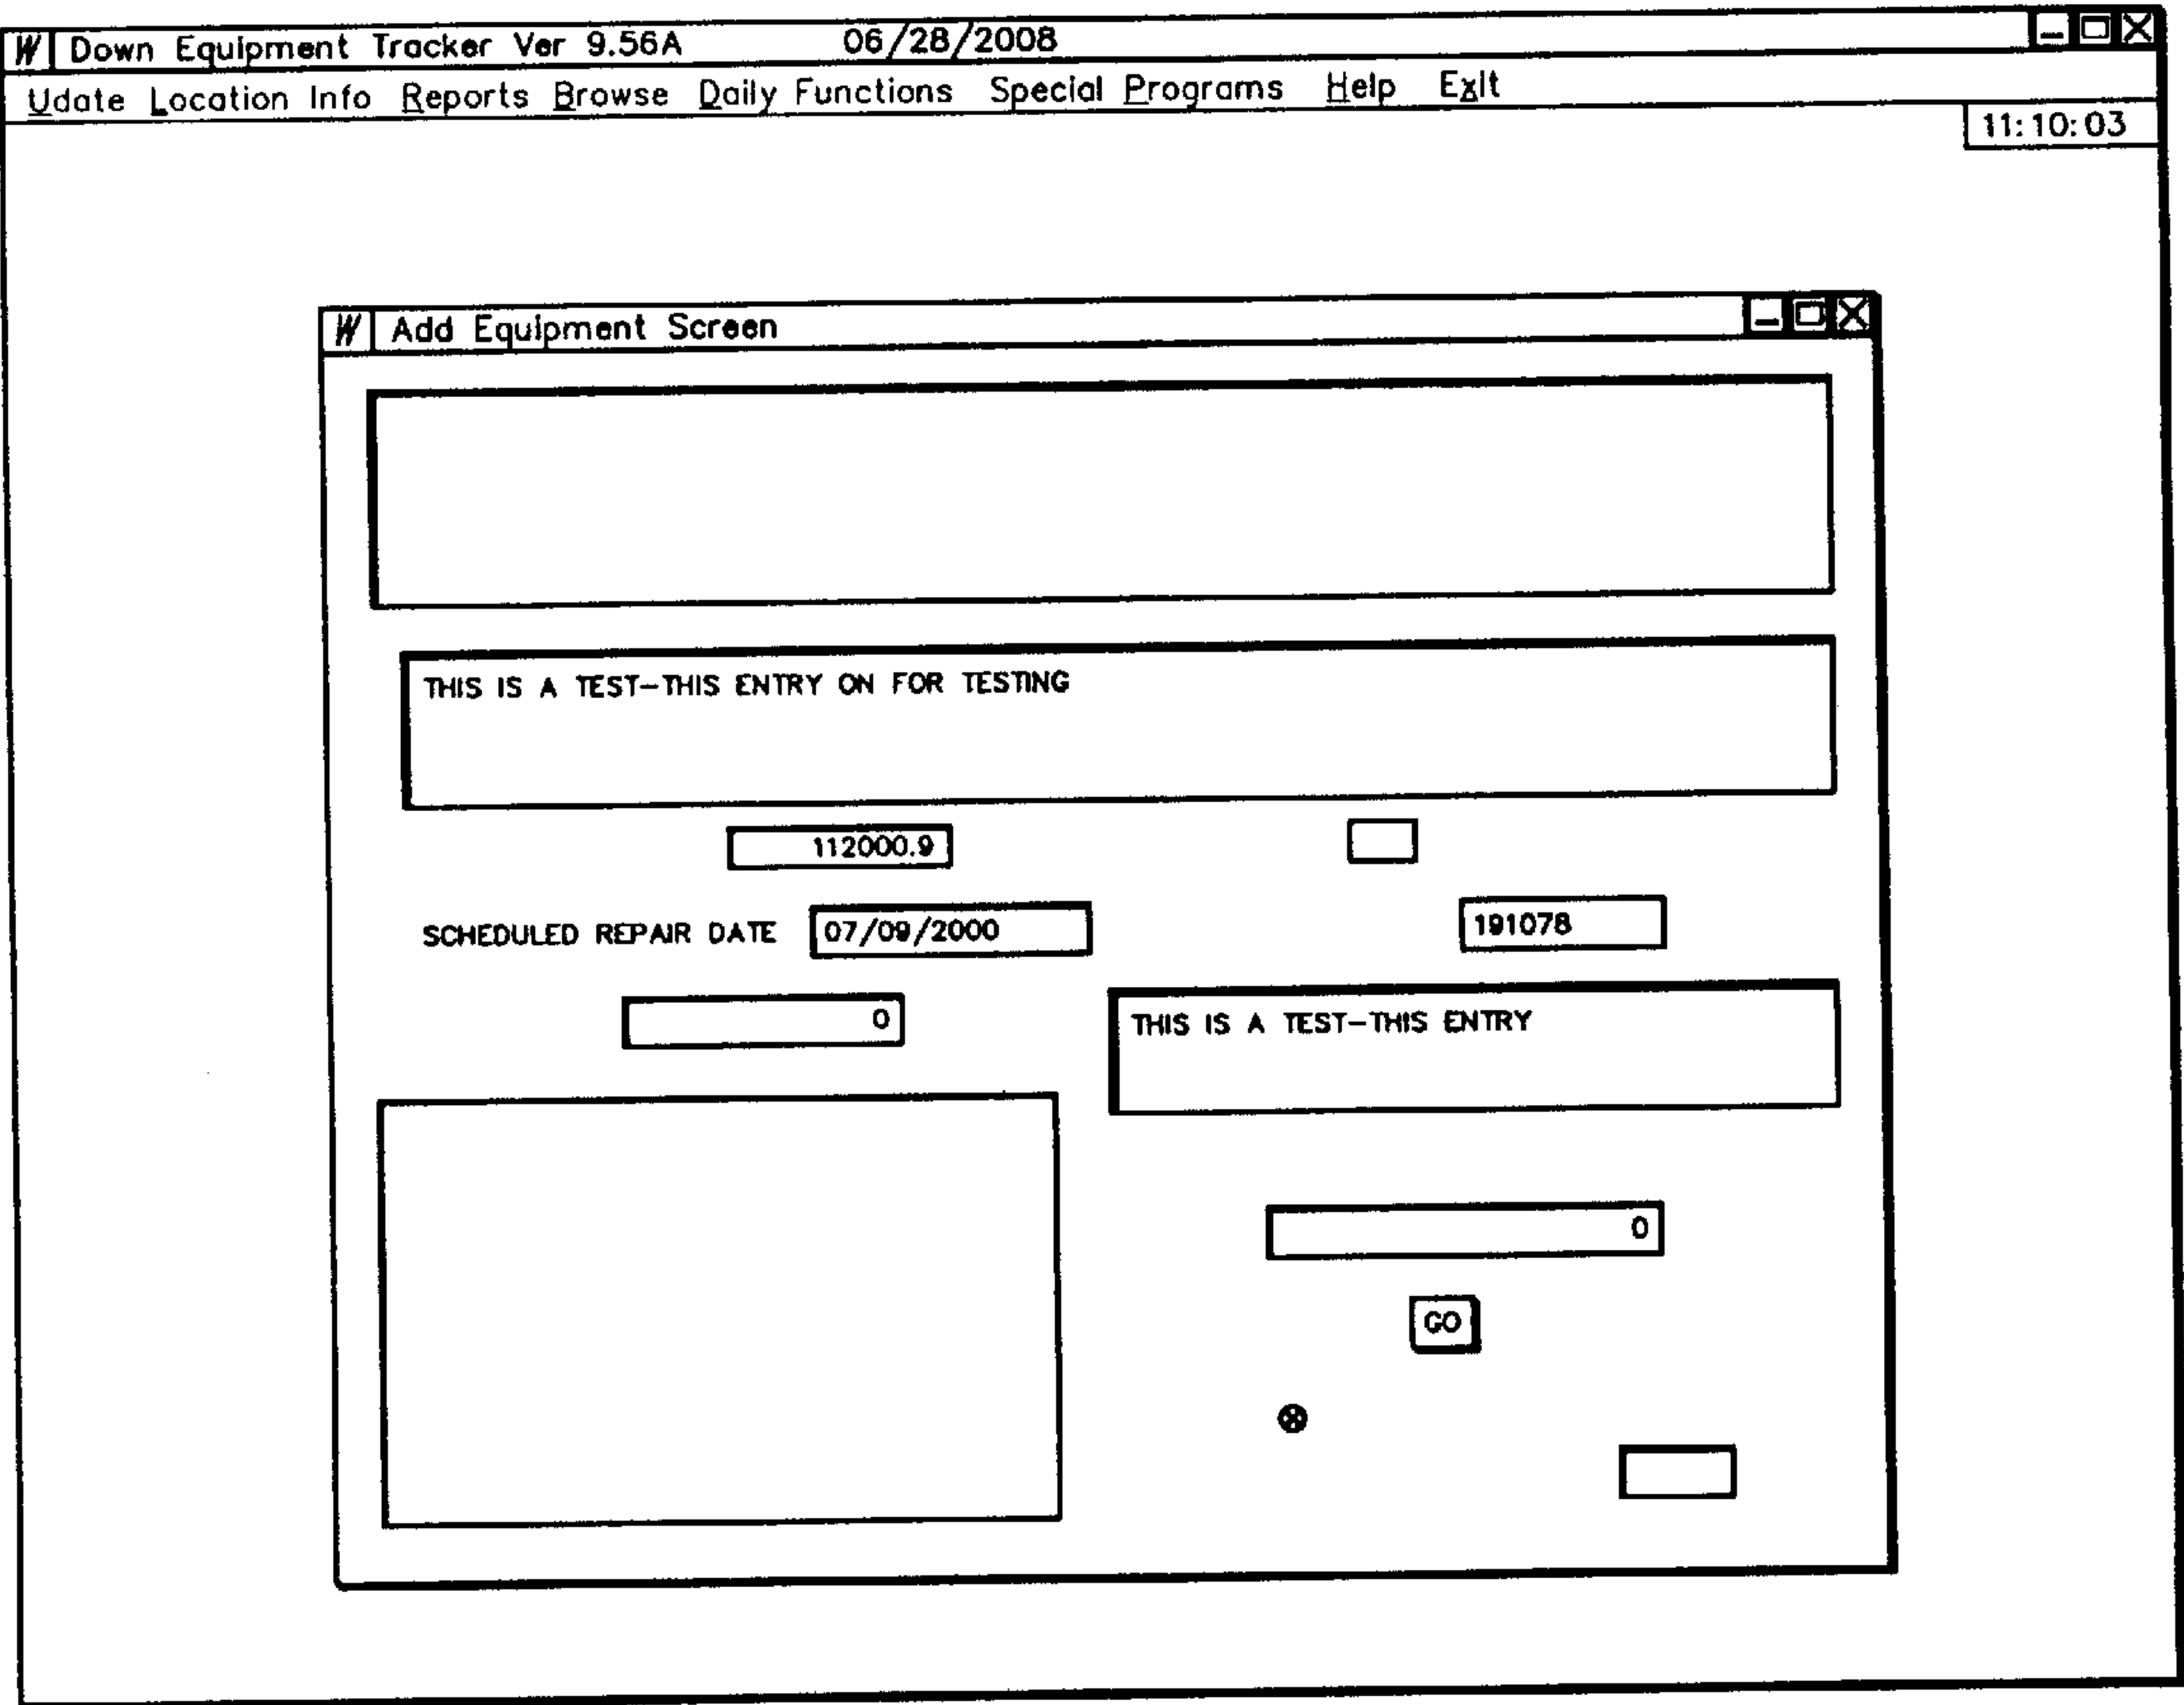 W Down Equipment Tracker Ver 9.56A 06/28/2008
Udate Location Info Reports Browse Daily Functions Special Programs Help Exit
11:10:03
W Add Equipment Screen
THIS IS A TEST-THIS ENTRY ON FOR TESTING
112000.9
SCHEDULED REPAIR DATE 07/09/2000 191078
0
THIS IS A TEST-THIS ENTRY
0
GO